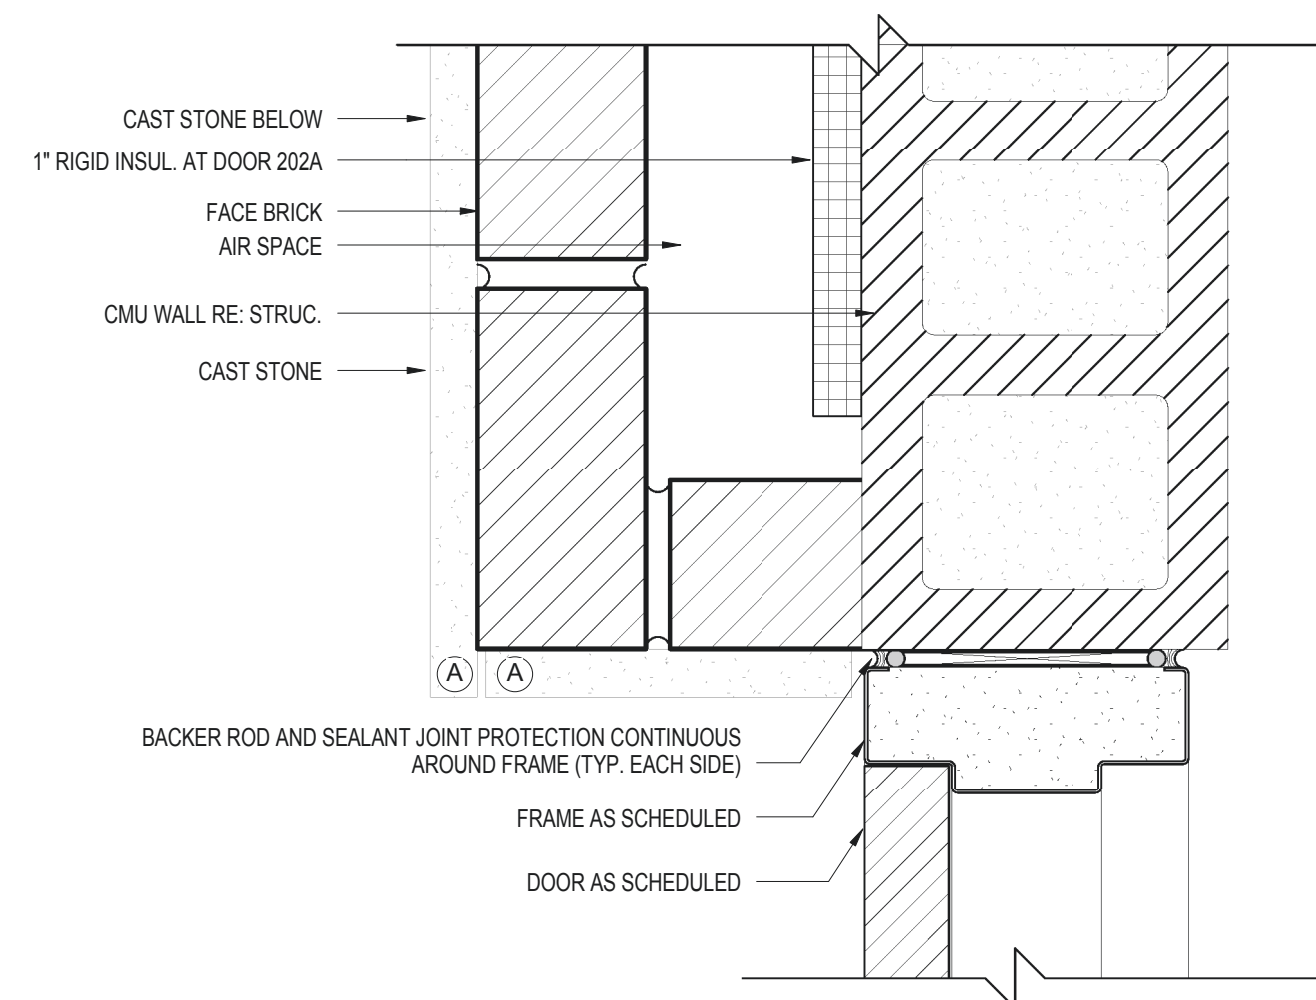 CAST STONE BELOW
1" RIGID INSUL. AT DOOR 202A
FACE BRICK
AIR SPACE
CMU WALL RE: STRUC.
CAST STONE
A A
BACKER ROD AND SEALANT JOINT PROTECTION CONTINUOUS
AROUND FRAME (TYP. EACH SIDE)
FRAME AS SCHEDULED
DOOR AS SCHEDULED